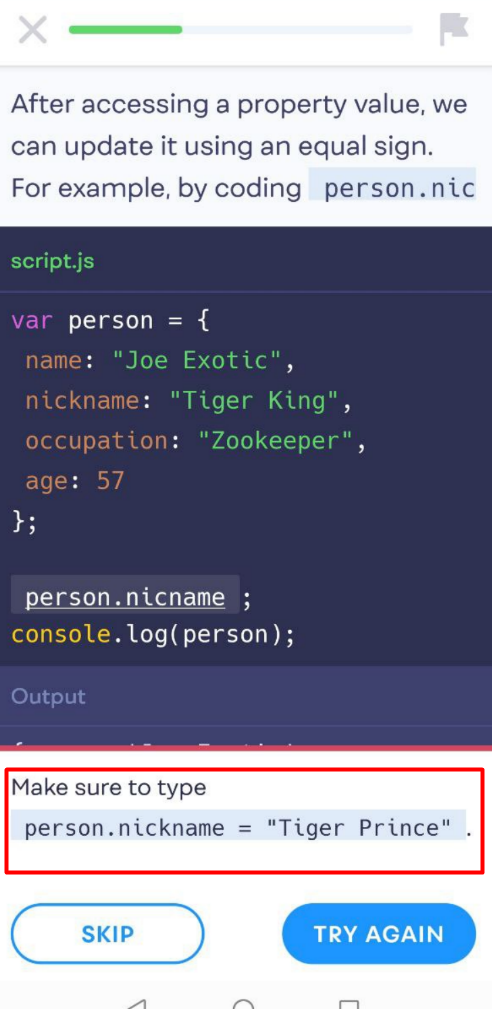 After accessing a property value, we
can update it using an equal sign.
For example, by coding person.nic
script.js
var person = {
name: "Joe Exotic",
nickname: "Tiger King",
occupation: "Zookeeper",
age: 57
};
person.nicname ;
console.log(person);
Output
Make sure to type
person.nickname = "Tiger Prince" .
SKIP
TRY AGAIN